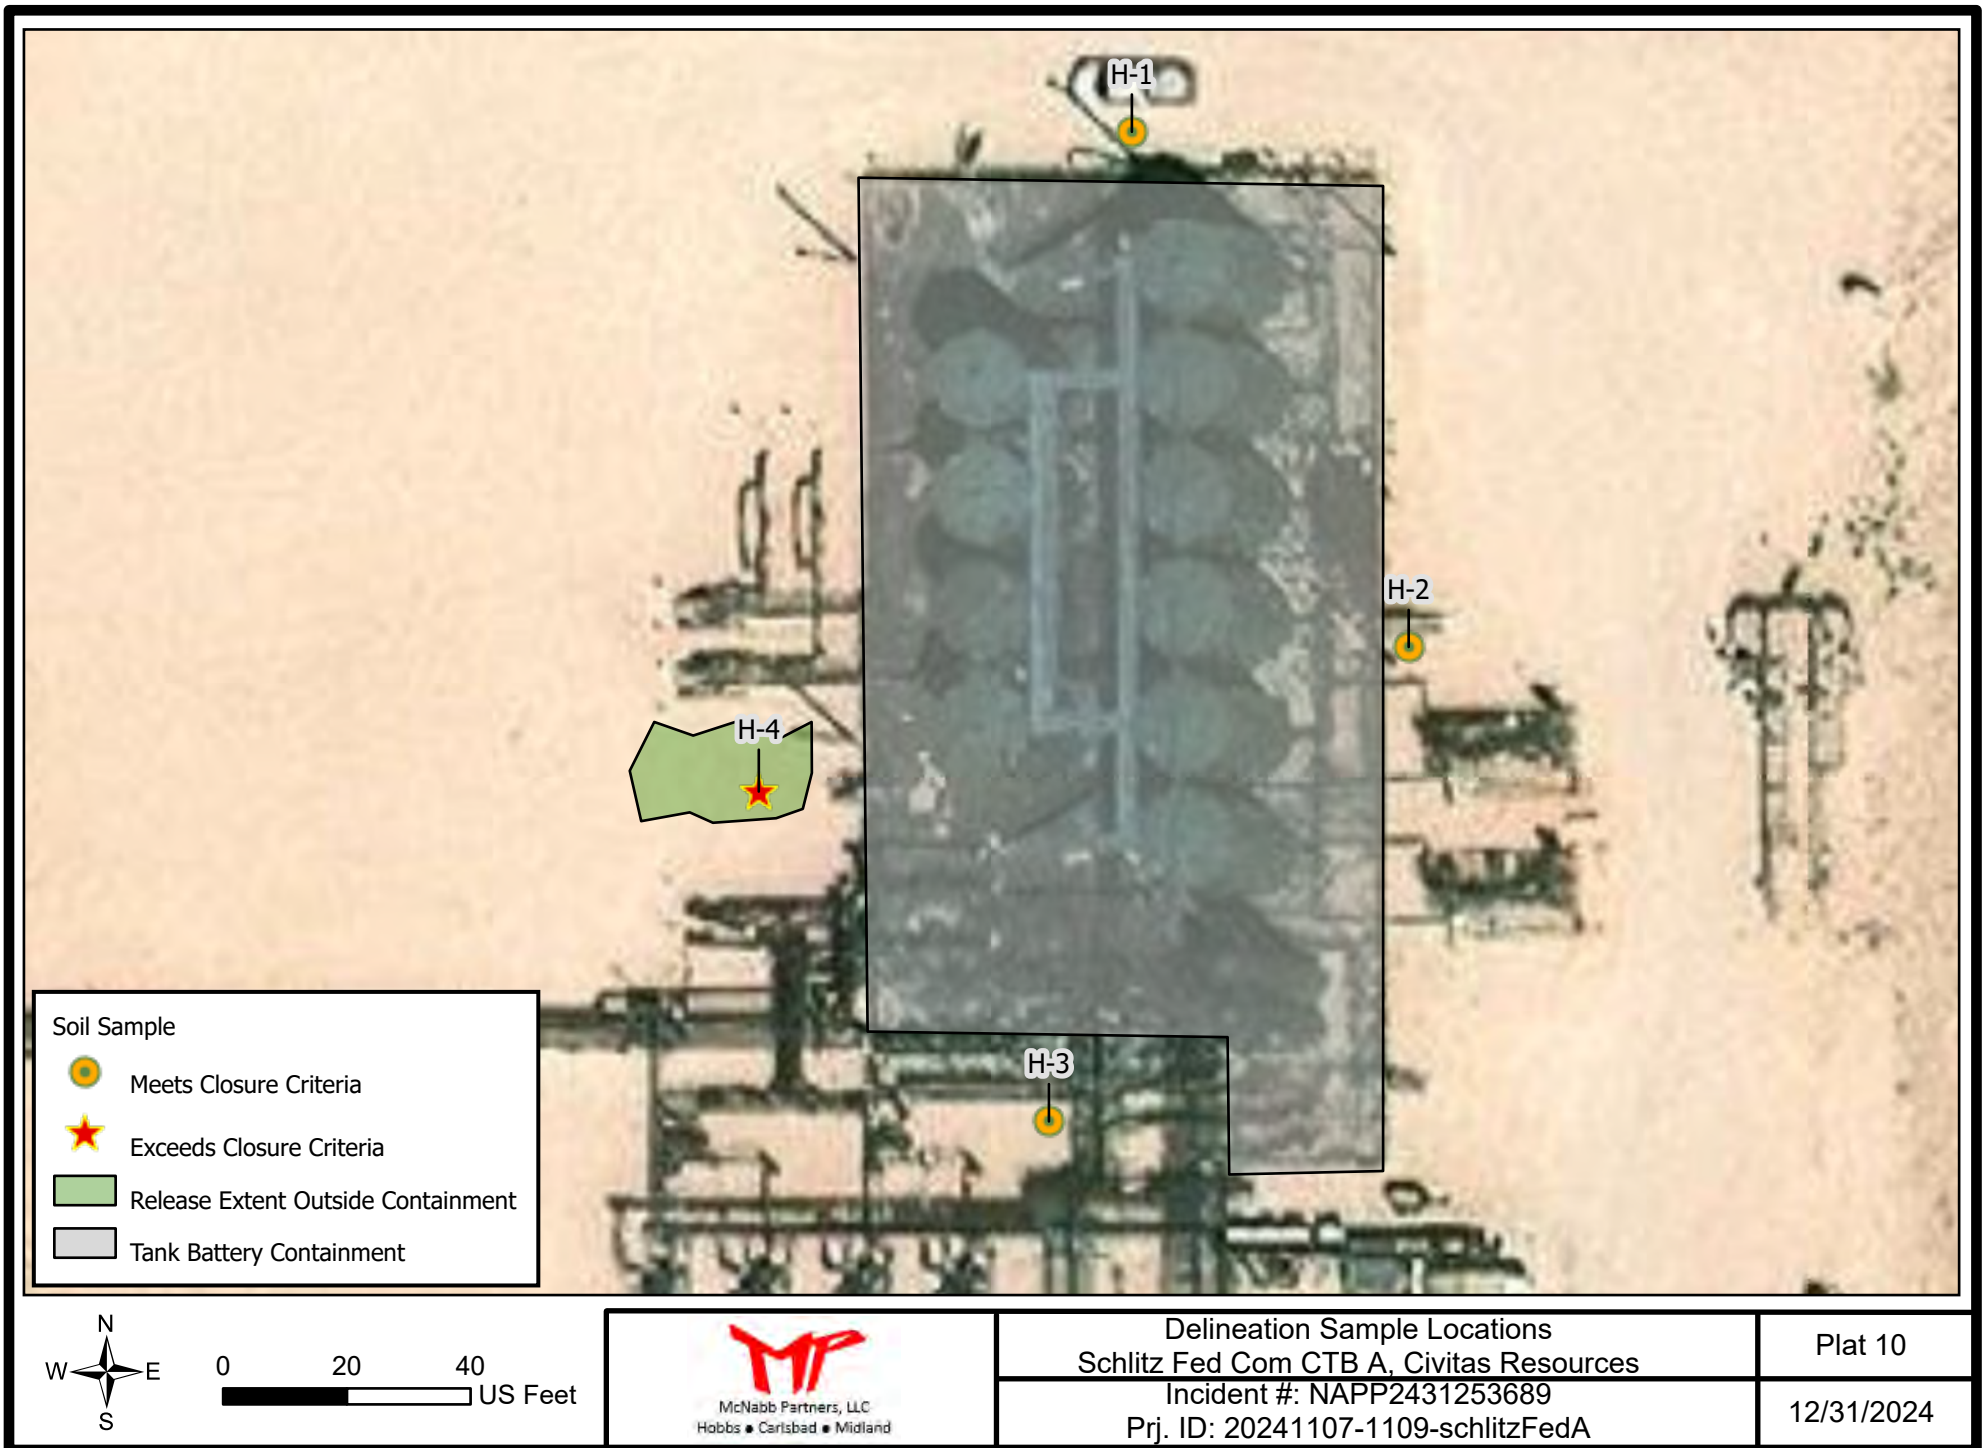 H-1
H-2
H-4
H-3
Soil Sample
Meets Closure Criteria
Exceeds Closure Criteria
Release Extent Outside Containment
Tank Battery Containment
N
W E
S
0 20 40
US Feet
McNabb Partners, LLC
Hobbs • Carlsbad • Midland
Delineation Sample Locations
Schlitz Fed Com CTB A, Civitas Resources
Incident #: NAPP2431253689
Prj. ID: 20241107-1109-schlitzFedA
Plat 10
12/31/2024